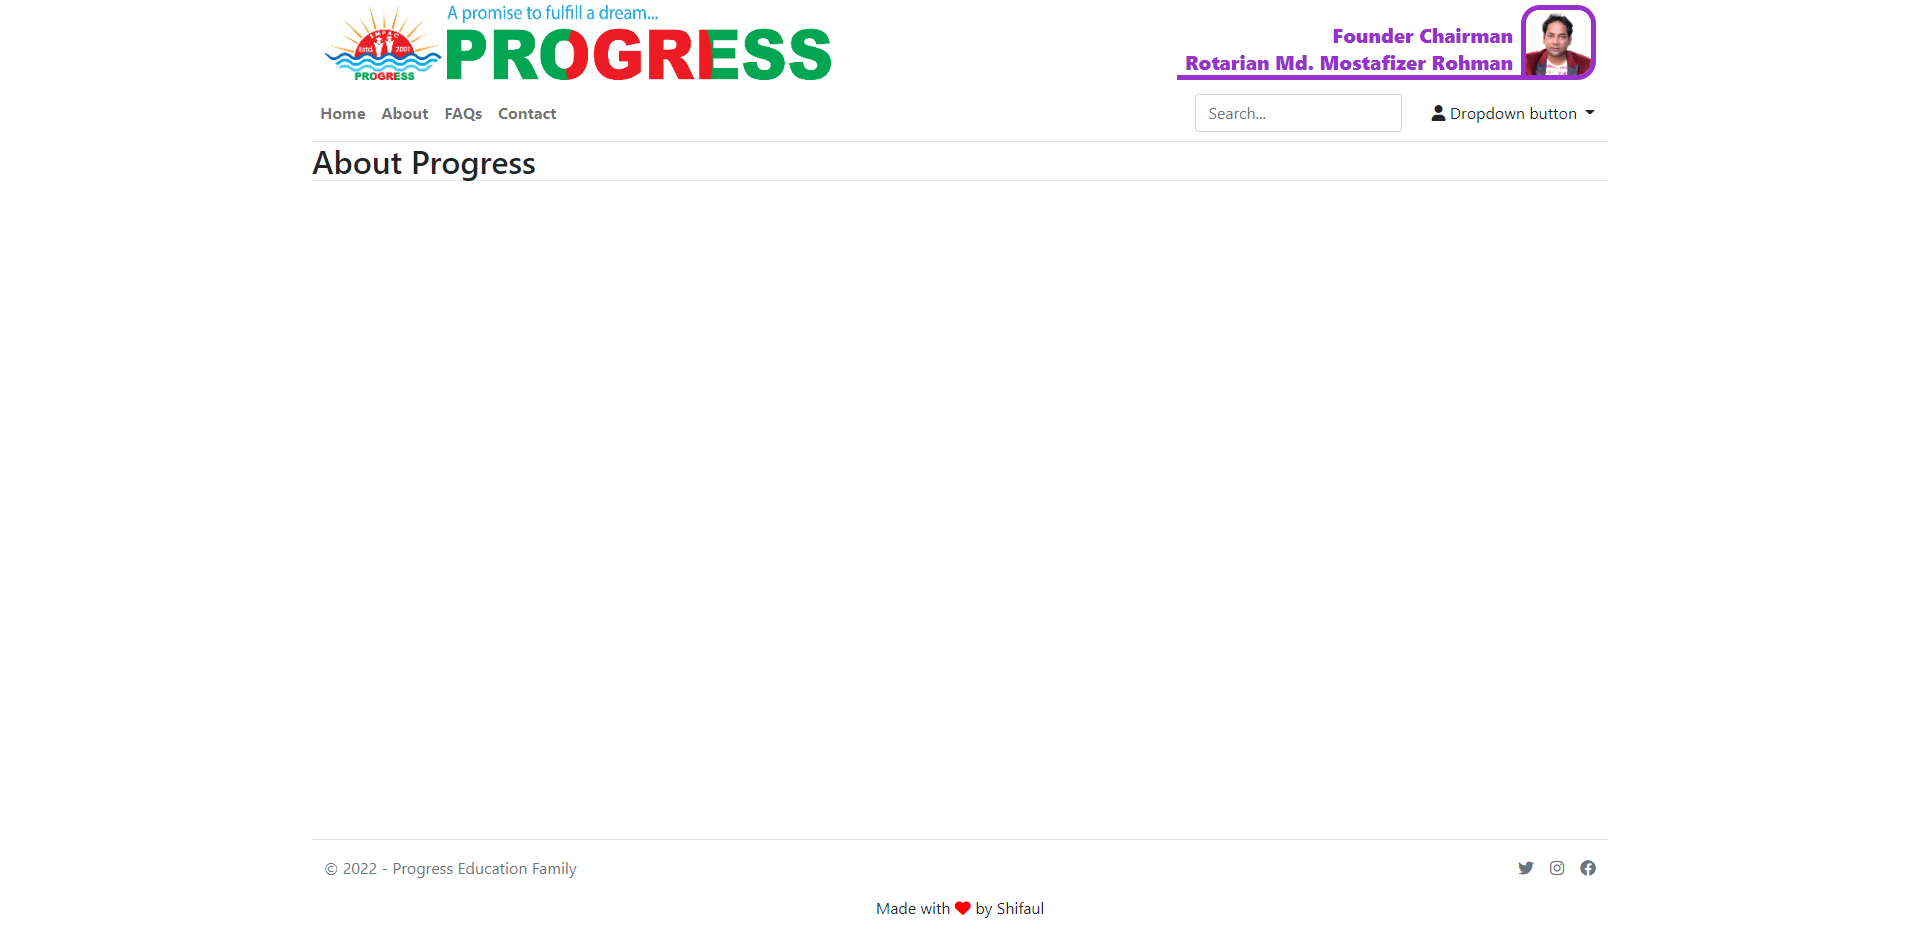 A promise to fulfill a dream...
SMFAC
Estd. 2001
PROGRESS
PROGRESS
Founder Chairman
Rotarian Md. Mostafizer Rohman
Home About FAQs Contact
Search...
Dropdown button
About Progress
© 2022 - Progress Education Family
Made with ❤ by Shifaul